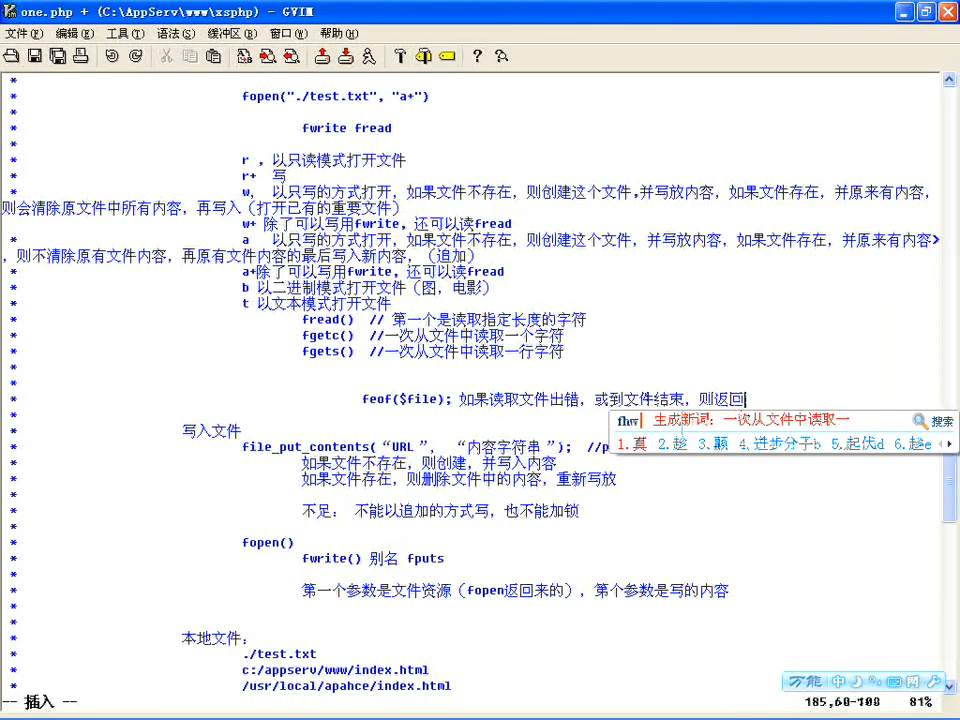 one.php + (C:\AppServ\www\xsphp) - GVIM
文件(F) 编辑(E) 工具(T) 语法(S) 缓冲区(B) 窗口(W) 帮助(H)
*
* fopen("./test.txt", "a+")
*
* fwrite fread
*
* r ，以只读模式打开文件
* r+ 写
* w, 以只写的方式打开，如果文件不存在，则创建这个文件，并写放内容，如果文件存在，并原来有内容，
则会清除原文件中所有内容，再写入（打开已有的重要文件）
w+ 除了可以写用fwrite，还可以读fread
* a 以只写的方式打开，如果文件不存在，则创建这个文件，并写放内容，如果文件存在，并原来有内容>
，则不清除原有文件内容，再原有文件内容的最后写入新内容，（追加）
* a+除了可以写用fwrite，还可以读fread
* b 以二进制模式打开文件（图，电影）
* t 以文本模式打开文件
* fread() // 第一个是读取指定长度的字符
* fgetc() //一次从文件中读取一个字符
* fgets() //一次从文件中读取一行字符
*
*
* feof($file); 如果读取文件出错，或到文件结束，则返回
*
fhw 生成新词：一次从文件中读取一 搜索
1.真 2.趁 3.颠 4.进步分子b 5.起伏d 6.趁e
* 写入文件
* file_put_contents(“URL”, “内容字符串”); //p
* 如果文件不存在，则创建，并写入内容
* 如果文件存在，则删除文件中的内容，重新写放
*
* 不足： 不能以追加的方式写，也不能加锁
*
* fopen()
* fwrite() 别名 fputs
*
* 第一个参数是文件资源（fopen返回来的），第个参数是写的内容
*
*
* 本地文件：
* ./test.txt
* c:/appserv/www/index.html
* /usr/local/apahce/index.html
万能 中 网
-- 插入 -- 185,60-108 81%